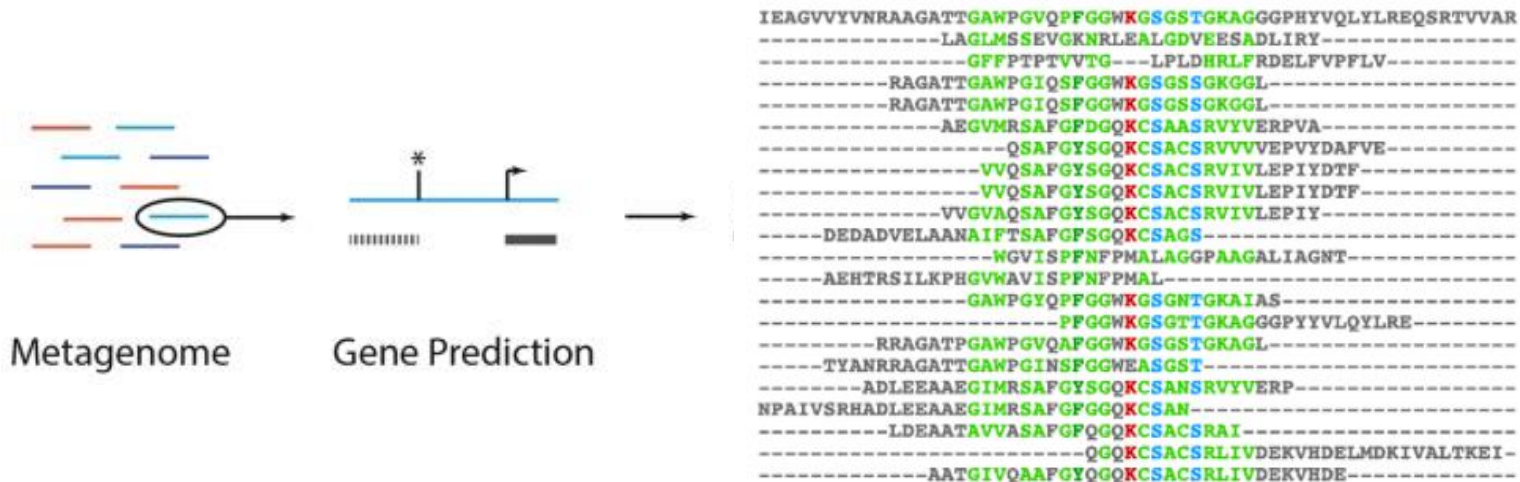 *
Metagenome
Gene Prediction
IEAGVVYVNRAAGATTGAWPGVQPFGGWKGSGSTGKAGGGPHYVQLYLREQSRTVVAR
--------------LAGLMSSEVGKNRLEALGDVEESADLIRY---------------
----------------GFFPTPTVVTG---LPLDHRLFRDELFVPFLV----------
----------RAGATTGAWPGIQSFGGWKGSGSSGKGGL-------------------
----------RAGATTGAWPGIQSFGGWKGSGSSGKGGL-------------------
--------------AEGVMRSAFGFDGQKCSAASRVYVERPVA---------------
-------------------QSAFGYSGQKCSACSRVVVVEPVYDAFVE----------
-----------------VVQSAFGYSGQKCSACSRVIVLEPIYDTF------------
-----------------VVQSAFGYSGQKCSACSRVIVLEPIYDTF------------
--------------VVGVAQSAFGYSGQKCSACSRVIVLEPIY---------------
-----DEDADVELAANAIFTSAFGFSGQKCSAGS------------------------
------------------WGVISPFNFPMALAGGPAAGALIAGNT-------------
-----AEHTRSILKPHGVWAVISPFNFPMAL---------------------------
----------------GAWPGYQPFGGWKGSGNTGKAIAS------------------
-----------------------PFGGWKGSGTTGKAGGGPYYVLQYLRE--------
---------RRAGATPGAWPGVQAFGGWKGSGSTGKAGL-------------------
-----TYANRRAGATTGAWPGINSFGGWEASGST------------------------
--------ADLEEAAEGIMRSAFGYSGQKCSANSRVYVERP-----------------
NPAIVSRHADLEEAAEGIMRSAFGFGGQKCSAN-------------------------
----------LDEAATAVVASAFGFQGQKCSACSRAI---------------------
-------------------------QGQKCSACSRLIVDEKVHDELMDKIVALTKEI-
-------------AATGIVQAAFGYQGQKCSACSRLIVDEKVHDE-------------